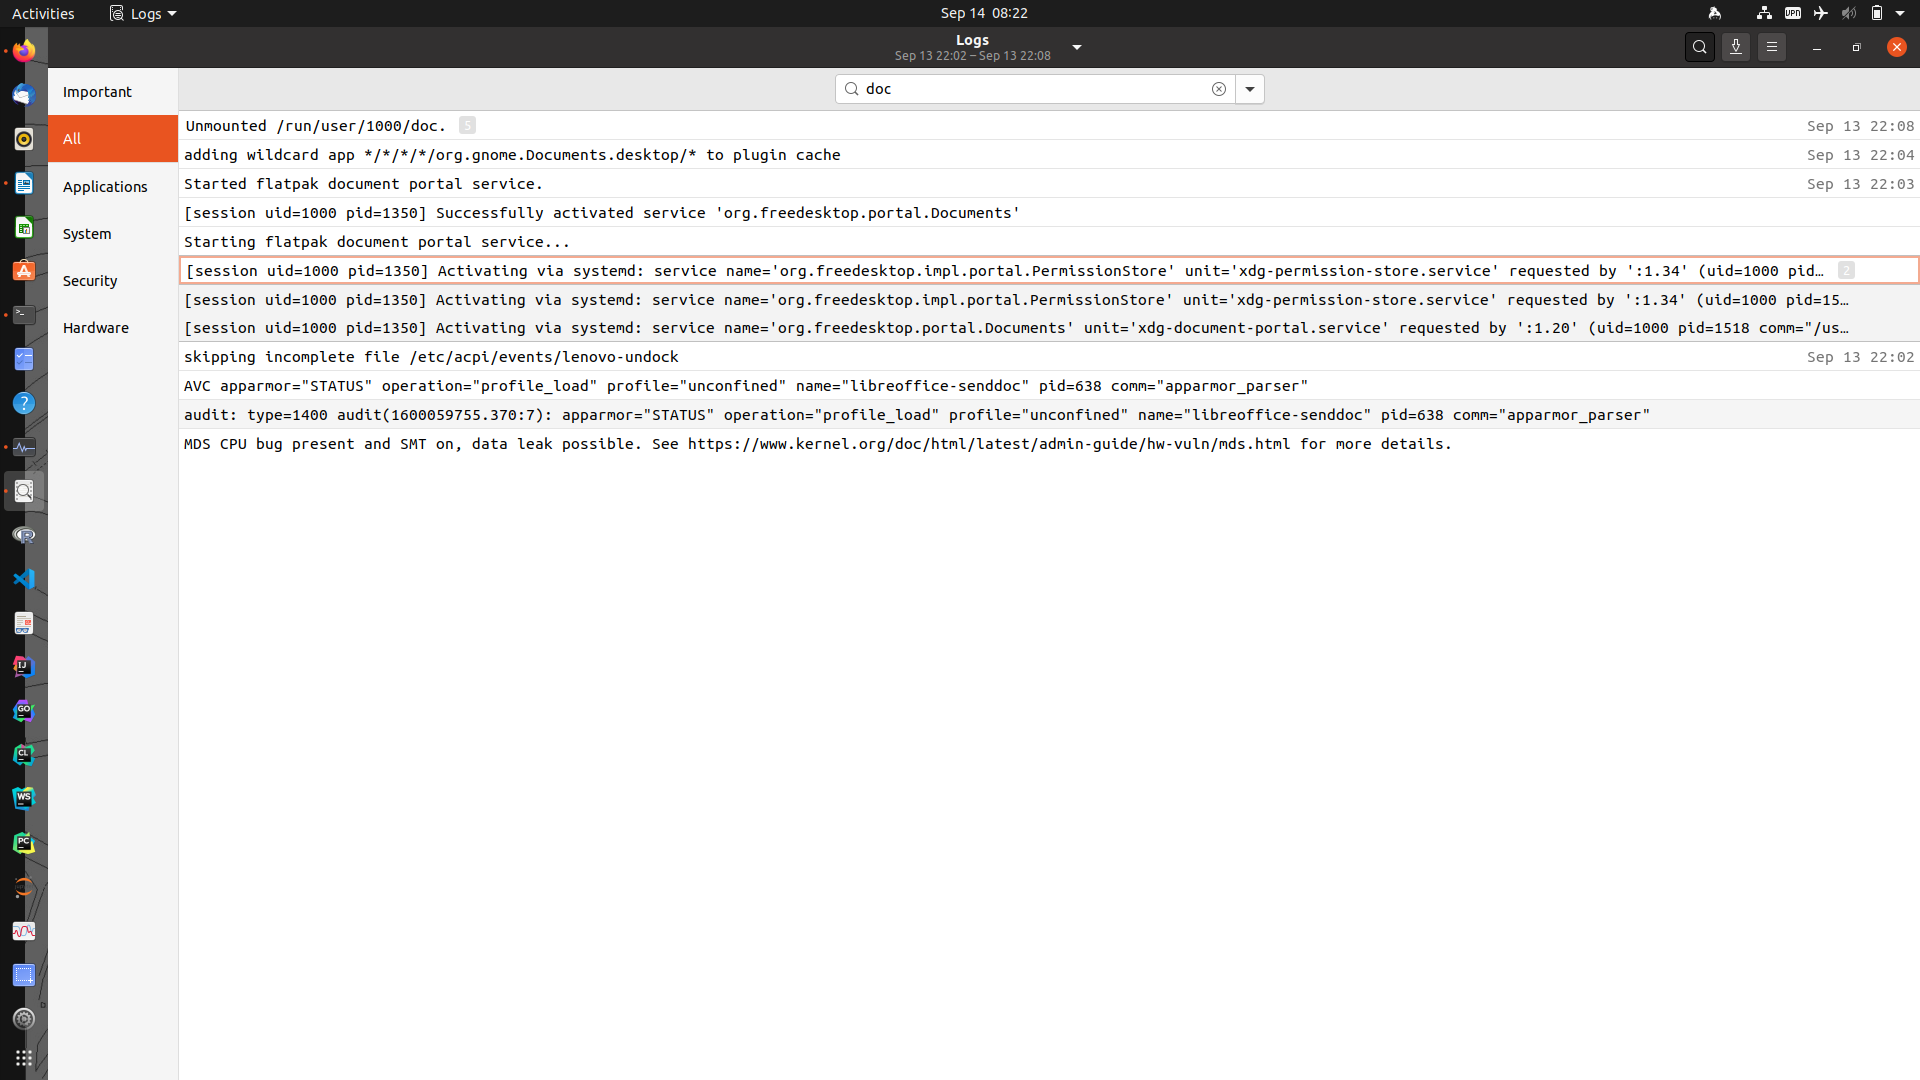 Activities
Logs
Sep 14 08:22
VPN
Logs
Sep 13 22:02 – Sep 13 22:08
doc
Important
All
Applications
System
Security
Hardware
Unmounted /run/user/1000/doc. 5 Sep 13 22:08
adding wildcard app */*/*/*/org.gnome.Documents.desktop/* to plugin cache Sep 13 22:04
Started flatpak document portal service. Sep 13 22:03
[session uid=1000 pid=1350] Successfully activated service 'org.freedesktop.portal.Documents'
Starting flatpak document portal service...
[session uid=1000 pid=1350] Activating via systemd: service name='org.freedesktop.impl.portal.PermissionStore' unit='xdg-permission-store.service' requested by ':1.34' (uid=1000 pid… 2
[session uid=1000 pid=1350] Activating via systemd: service name='org.freedesktop.impl.portal.PermissionStore' unit='xdg-permission-store.service' requested by ':1.34' (uid=1000 pid=15…
[session uid=1000 pid=1350] Activating via systemd: service name='org.freedesktop.portal.Documents' unit='xdg-document-portal.service' requested by ':1.20' (uid=1000 pid=1518 comm="/us…
skipping incomplete file /etc/acpi/events/lenovo-undock Sep 13 22:02
AVC apparmor="STATUS" operation="profile_load" profile="unconfined" name="libreoffice-senddoc" pid=638 comm="apparmor_parser"
audit: type=1400 audit(1600059755.370:7): apparmor="STATUS" operation="profile_load" profile="unconfined" name="libreoffice-senddoc" pid=638 comm="apparmor_parser"
MDS CPU bug present and SMT on, data leak possible. See https://www.kernel.org/doc/html/latest/admin-guide/hw-vuln/mds.html for more details.
R
IJ
GO
CL
WS
PC